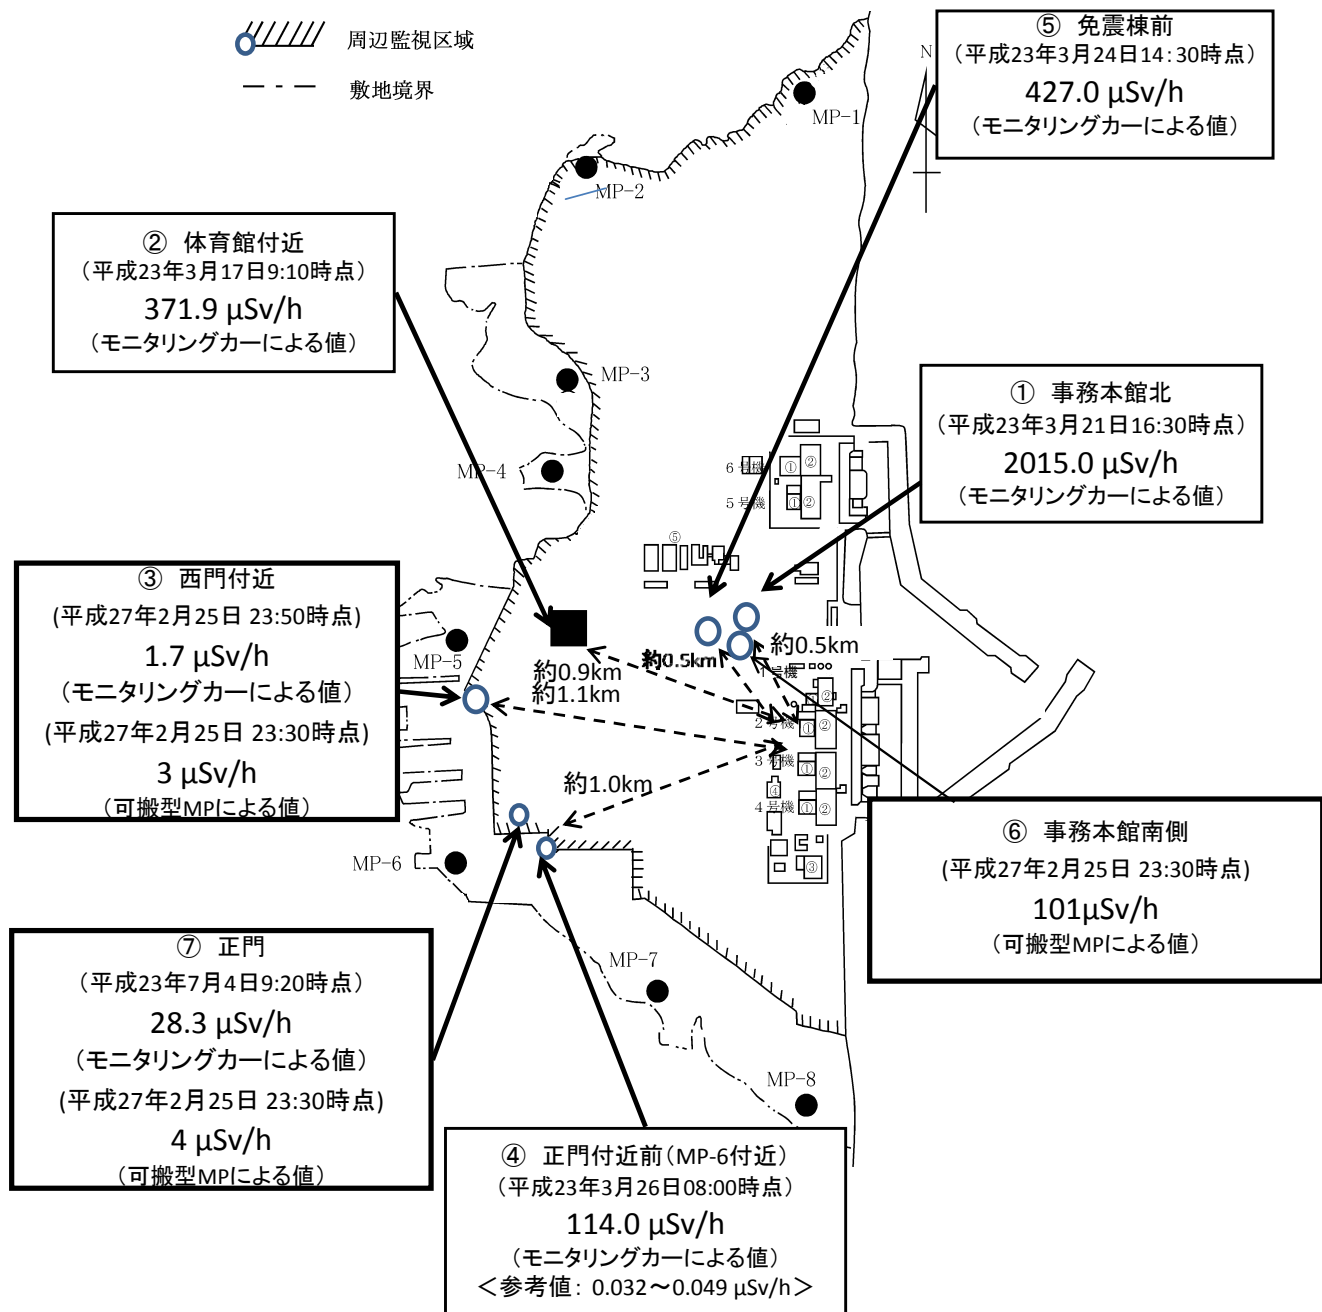 周辺監視区域
敷地境界
⑤ 免震棟前
(平成23年3月24日14:30時点)
427.0 μSv/h
(モニタリングカーによる値)
N
MP-1
MP-2
② 体育館付近
(平成23年3月17日9:10時点)
371.9 μSv/h
(モニタリングカーによる値)
MP-3
① 事務本館北
(平成23年3月21日16:30時点)
2015.0 μSv/h
(モニタリングカーによる値)
MP-4
6号機
① ②
5号機
① ②
⑤
③ 西門付近
(平成27年2月25日 23:50時点)
1.7 μSv/h
(モニタリングカーによる値)
(平成27年2月25日 23:30時点)
3 μSv/h
(可搬型MPによる値)
MP-5
約0.9km
約1.1km
約0.5km
約0.5km
1号機
②
2号機
① ②
3号機
① ②
④
4号機
① ②
③
約1.0km
MP-6
⑥ 事務本館南側
(平成27年2月25日 23:30時点)
101μSv/h
(可搬型MPによる値)
⑦ 正門
(平成23年7月4日9:20時点)
28.3 μSv/h
(モニタリングカーによる値)
(平成27年2月25日 23:30時点)
4 μSv/h
(可搬型MPによる値)
MP-7
MP-8
④ 正門付近前(MP-6付近)
(平成23年3月26日08:00時点)
114.0 μSv/h
(モニタリングカーによる値)
<参考値: 0.032~0.049 μSv/h>